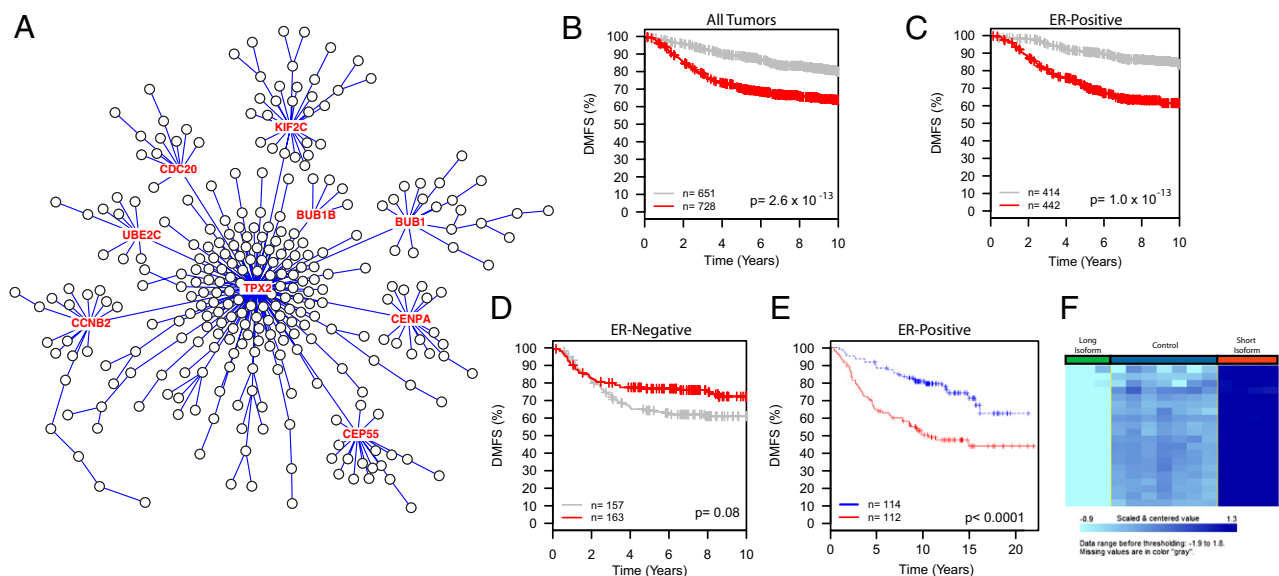 A
KIF2C
CDC20
BUB1B
BUB1
UBE2C
TPX2
CCNB2
CENPA
CEP55
B
All Tumors
DMFS (%)
100
90
80
70
60
50
40
30
20
10
0
n= 651
n= 728
p= 2.6 x 10 -13
0 2 4 6 8 10
Time (Years)
C
ER-Positive
DMFS (%)
100
90
80
70
60
50
40
30
20
10
0
n= 414
n= 442
p= 1.0 x 10 -13
0 2 4 6 8 10
Time (Years)
D
ER-Negative
DMFS (%)
100
90
80
70
60
50
40
30
20
10
0
n= 157
n= 163
p= 0.08
0 2 4 6 8 10
Time (Years)
E
ER-Positive
DMFS (%)
100
90
80
70
60
50
40
30
20
10
0
n= 114
n= 112
p< 0.0001
0 5 10 15 20
Time (Years)
F
Long Isoform
Control
Short Isoform
-0.9 Scaled & centered value 1.3
Data range before thresholding: -1.9 to 1.8.
Missing values are in color "gray".